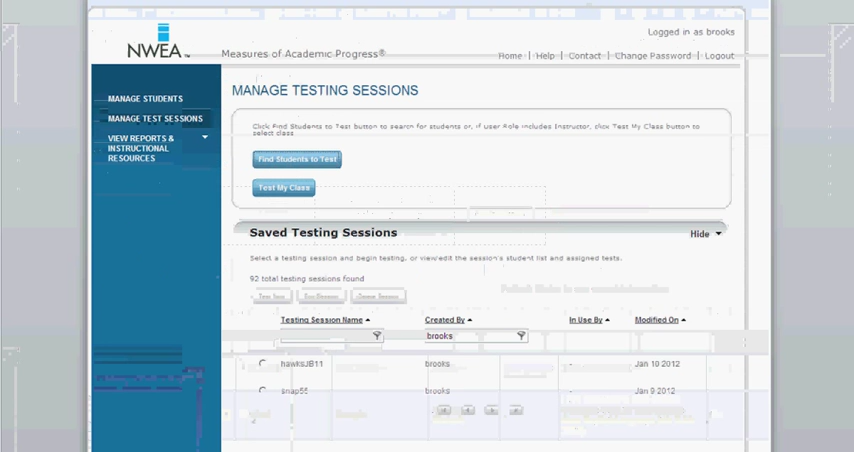 Logged in as brooks
NWEA
Measures of Academic Progress®
Home | Help | Contact | Change Password | Logout
MANAGE STUDENTS
MANAGE TEST SESSIONS
VIEW REPORTS &
INSTRUCTIONAL
RESOURCES
MANAGE TESTING SESSIONS
Click Find Students to Test button to search for students or, if user Role includes Instructor, click Test My Class button to
select class
Find Students to Test
Test My Class
Saved Testing Sessions
Hide
Select a testing session and begin testing, or view/edit the session's student list and assigned tests.
92 total testing sessions found
Testing Session Name Created By In Use By Modified On
brooks
hawksJB11 brooks - Jan 10 2012
snap55 brooks - Jan 9 2012